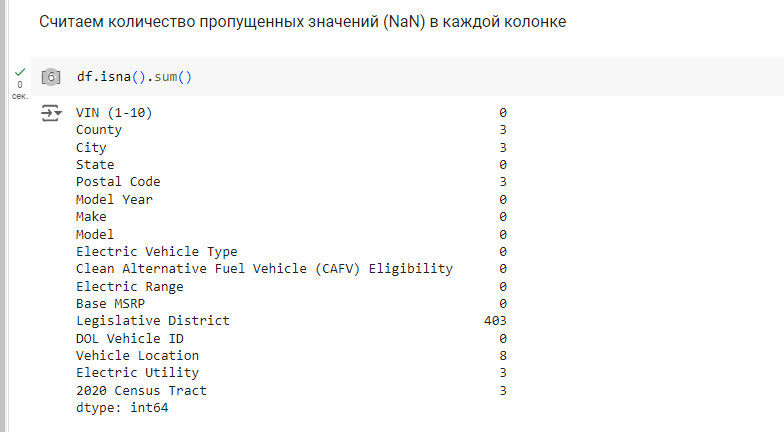 Считаем количество пропущенных значений (NaN) в каждой колонке
[6] df.isna().sum()
0
сек.
VIN (1-10) 0
County 3
City 3
State 0
Postal Code 3
Model Year 0
Make 0
Model 0
Electric Vehicle Type 0
Clean Alternative Fuel Vehicle (CAFV) Eligibility 0
Electric Range 0
Base MSRP 0
Legislative District 403
DOL Vehicle ID 0
Vehicle Location 8
Electric Utility 3
2020 Census Tract 3
dtype: int64